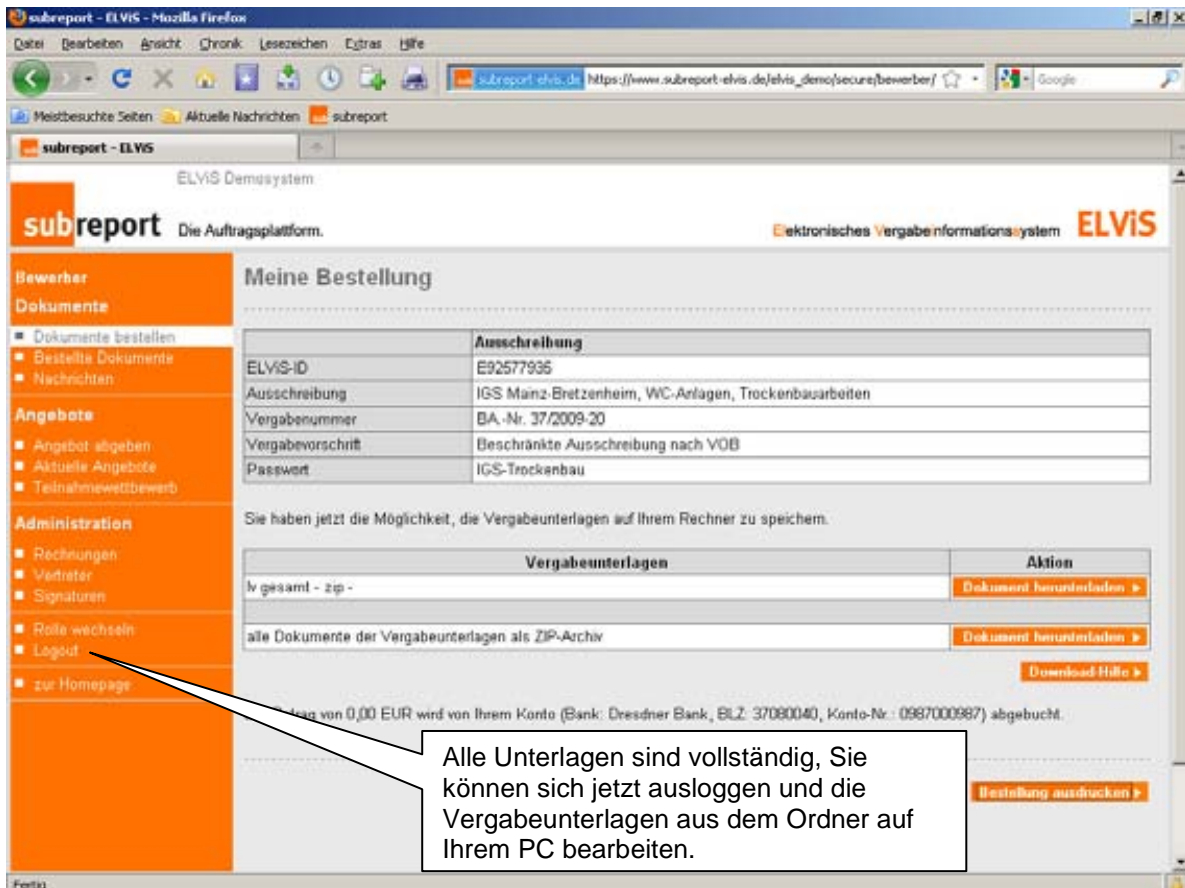 subreport - ELViS - Mozilla Firefox
Datei Bearbeiten Ansicht Chronik Lesezeichen Extras Hilfe
subreport-elvis.de https://www.subreport-elvis.de/elvis_demo/secure/bewerber/ Google
Meistbesuchte Seiten Aktuelle Nachrichten subreport
subreport - ELViS
ELViS Demosystem
subreport Die Auftragsplattform.
Elektronisches Vergabeinformationssystem ELViS
Bewerber
Dokumente
Dokumente bestellen
Bestellte Dokumente
Nachrichten
Angebote
Angebot abgeben
Aktuelle Angebote
Teilnahmewettbewerb
Administration
Rechnungen
Vertreter
Signaturen
Rolle wechseln
Logout
zur Homepage
Meine Bestellung
Ausschreibung
ELViS-ID E92577935
Ausschreibung IGS Mainz-Bretzenheim, WC-Anlagen, Trockenbauarbeiten
Vergabenummer BA.-Nr. 37/2009-20
Vergabevorschrift Beschränkte Ausschreibung nach VOB
Passwort IGS-Trockenbau
Sie haben jetzt die Möglichkeit, die Vergabeunterlagen auf Ihrem Rechner zu speichern.
Vergabeunterlagen Aktion
lv gesamt - zip - Dokument herunterladen
alle Dokumente der Vergabeunterlagen als ZIP-Archiv Dokument herunterladen
Download-Hilfe
von 0,00 EUR wird von Ihrem Konto (Bank: Dresdner Bank, BLZ: 37080040, Konto-Nr.: 0987000987) abgebucht.
Alle Unterlagen sind vollständig, Sie
können sich jetzt ausloggen und die
Vergabeunterlagen aus dem Ordner auf
Ihrem PC bearbeiten.
Bestellung ausdrucken
Fertig